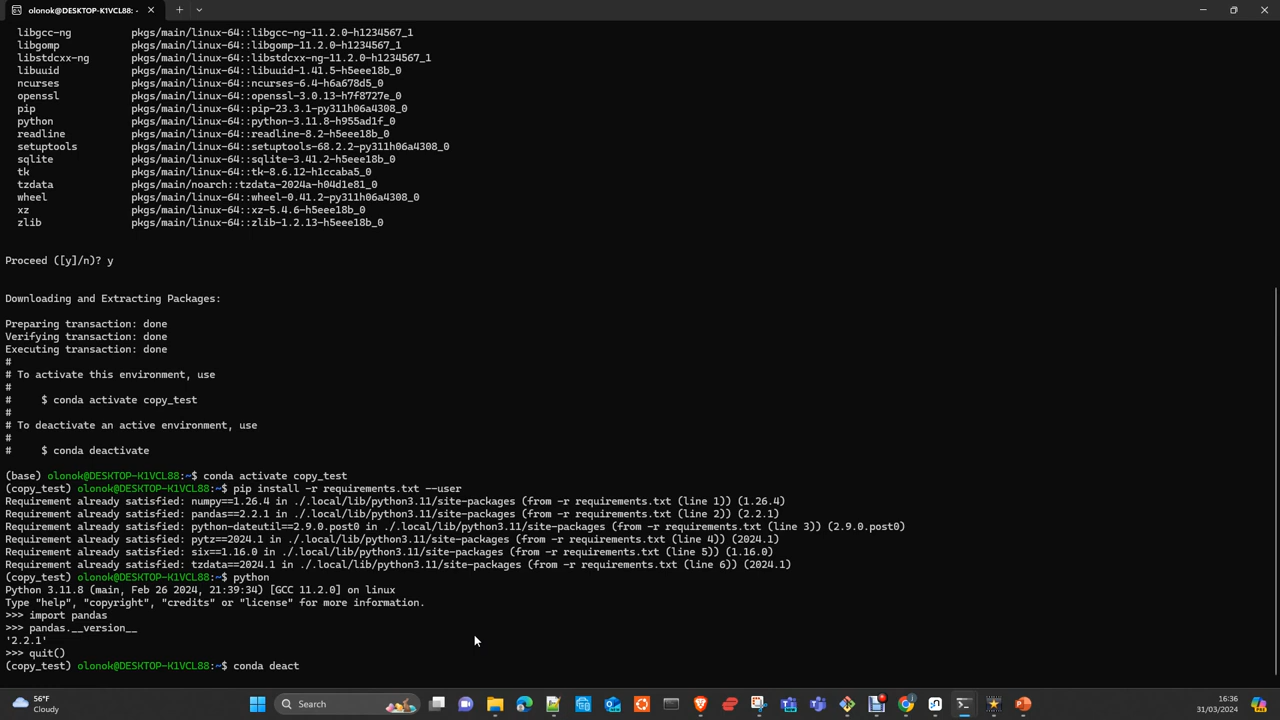 olonok@DESKTOP-K1VCL88: -
libgcc-ng pkgs/main/linux-64::libgcc-ng-11.2.0-h1234567_1
libgomp pkgs/main/linux-64::libgomp-11.2.0-h1234567_1
libstdcxx-ng pkgs/main/linux-64::libstdcxx-ng-11.2.0-h1234567_1
libuuid pkgs/main/linux-64::libuuid-1.41.5-h5eee18b_0
ncurses pkgs/main/linux-64::ncurses-6.4-h6a678d5_0
openssl pkgs/main/linux-64::openssl-3.0.13-h7f8727e_0
pip pkgs/main/linux-64::pip-23.3.1-py311h06a4308_0
python pkgs/main/linux-64::python-3.11.8-h955ad1f_0
readline pkgs/main/linux-64::readline-8.2-h5eee18b_0
setuptools pkgs/main/linux-64::setuptools-68.2.2-py311h06a4308_0
sqlite pkgs/main/linux-64::sqlite-3.41.2-h5eee18b_0
tk pkgs/main/linux-64::tk-8.6.12-h1ccaba5_0
tzdata pkgs/main/noarch::tzdata-2024a-h04d1e81_0
wheel pkgs/main/linux-64::wheel-0.41.2-py311h06a4308_0
xz pkgs/main/linux-64::xz-5.4.6-h5eee18b_0
zlib pkgs/main/linux-64::zlib-1.2.13-h5eee18b_0
Proceed ([y]/n)? y
Downloading and Extracting Packages:
Preparing transaction: done
Verifying transaction: done
Executing transaction: done
#
# To activate this environment, use
#
# $ conda activate copy_test
#
# To deactivate an active environment, use
#
# $ conda deactivate
(base) olonok@DESKTOP-K1VCL88:~$ conda activate copy_test
(copy_test) olonok@DESKTOP-K1VCL88:~$ pip install -r requirements.txt --user
Requirement already satisfied: numpy==1.26.4 in ./.local/lib/python3.11/site-packages (from -r requirements.txt (line 1)) (1.26.4)
Requirement already satisfied: pandas==2.2.1 in ./.local/lib/python3.11/site-packages (from -r requirements.txt (line 2)) (2.2.1)
Requirement already satisfied: python-dateutil==2.9.0.post0 in ./.local/lib/python3.11/site-packages (from -r requirements.txt (line 3)) (2.9.0.post0)
Requirement already satisfied: pytz==2024.1 in ./.local/lib/python3.11/site-packages (from -r requirements.txt (line 4)) (2024.1)
Requirement already satisfied: six==1.16.0 in ./.local/lib/python3.11/site-packages (from -r requirements.txt (line 5)) (1.16.0)
Requirement already satisfied: tzdata==2024.1 in ./.local/lib/python3.11/site-packages (from -r requirements.txt (line 6)) (2024.1)
(copy_test) olonok@DESKTOP-K1VCL88:~$ python
Python 3.11.8 (main, Feb 26 2024, 21:39:34) [GCC 11.2.0] on linux
Type "help", "copyright", "credits" or "license" for more information.
>>> import pandas
>>> pandas.__version__
'2.2.1'
>>> quit()
(copy_test) olonok@DESKTOP-K1VCL88:~$ conda deact
56°F
Cloudy
Search
16:36
31/03/2024